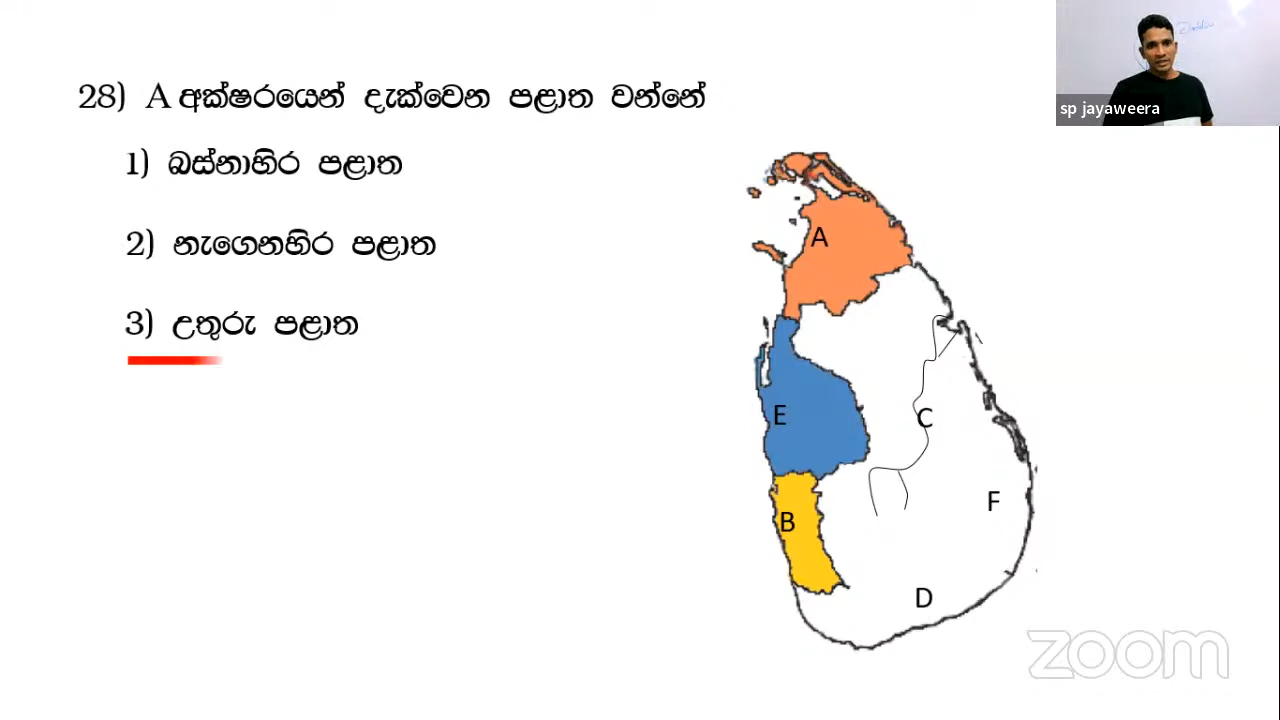 28) A අක්ෂරයෙන් දැක්වෙන පළාත වන්නේ
1) බස්නාහිර පළාත
2) නැගෙනහිර පළාත
3) උතුරු පළාත
sp jayaweera
A
E
C
B
F
D
zoom